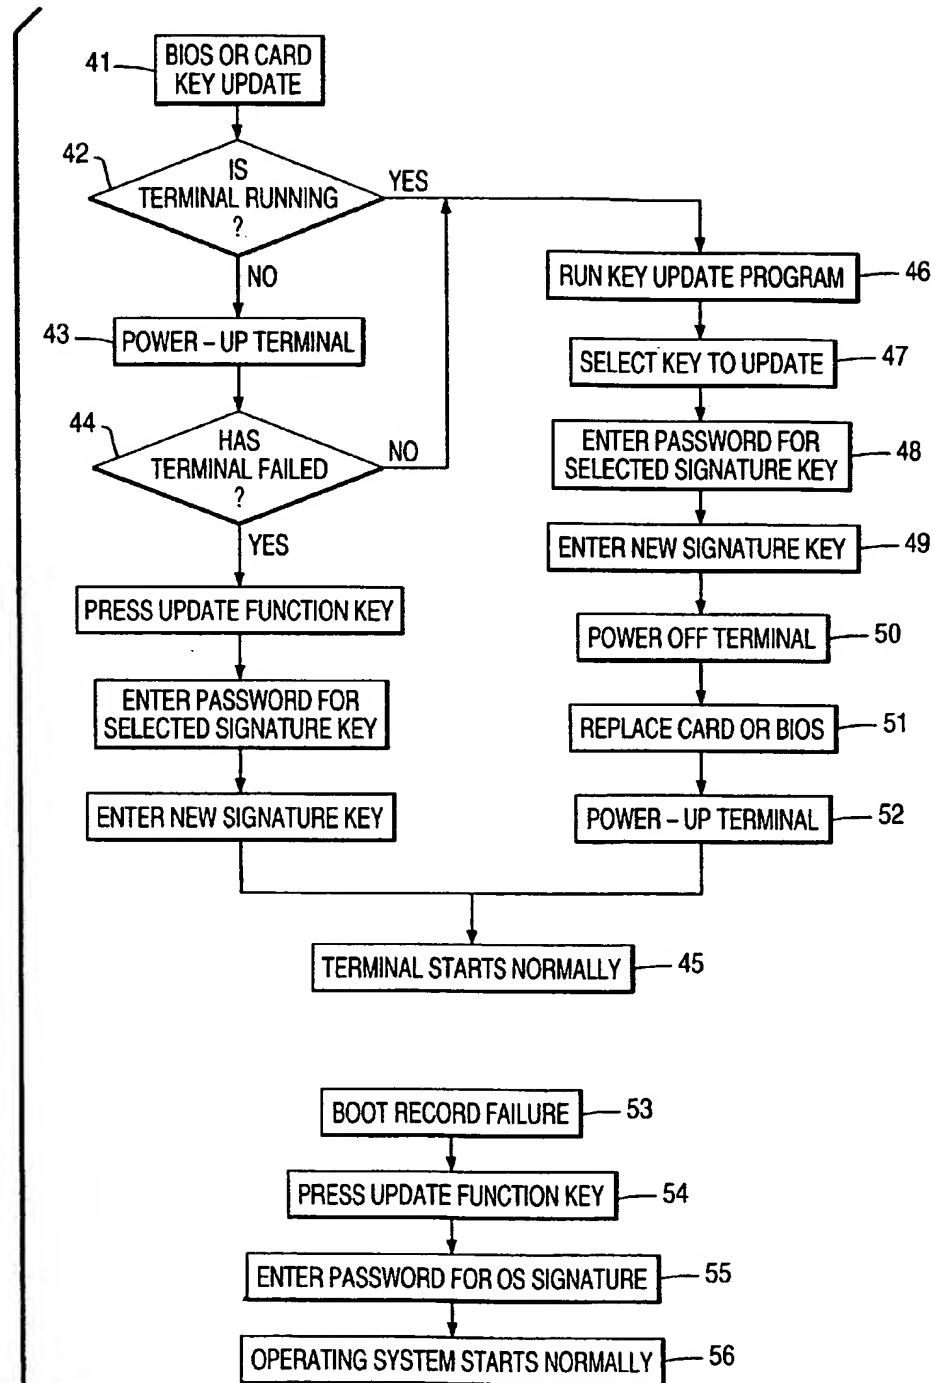 41
BIOS OR CARD
KEY UPDATE
42
IS
TERMINAL RUNNING
?
YES
NO
43
POWER – UP TERMINAL
44
HAS
TERMINAL FAILED
?
NO
YES
PRESS UPDATE FUNCTION KEY
ENTER PASSWORD FOR
SELECTED SIGNATURE KEY
ENTER NEW SIGNATURE KEY
RUN KEY UPDATE PROGRAM
46
SELECT KEY TO UPDATE
47
ENTER PASSWORD FOR
SELECTED SIGNATURE KEY
48
ENTER NEW SIGNATURE KEY
49
POWER OFF TERMINAL
50
REPLACE CARD OR BIOS
51
POWER – UP TERMINAL
52
TERMINAL STARTS NORMALLY
45
BOOT RECORD FAILURE
53
PRESS UPDATE FUNCTION KEY
54
ENTER PASSWORD FOR OS SIGNATURE
55
OPERATING SYSTEM STARTS NORMALLY
56